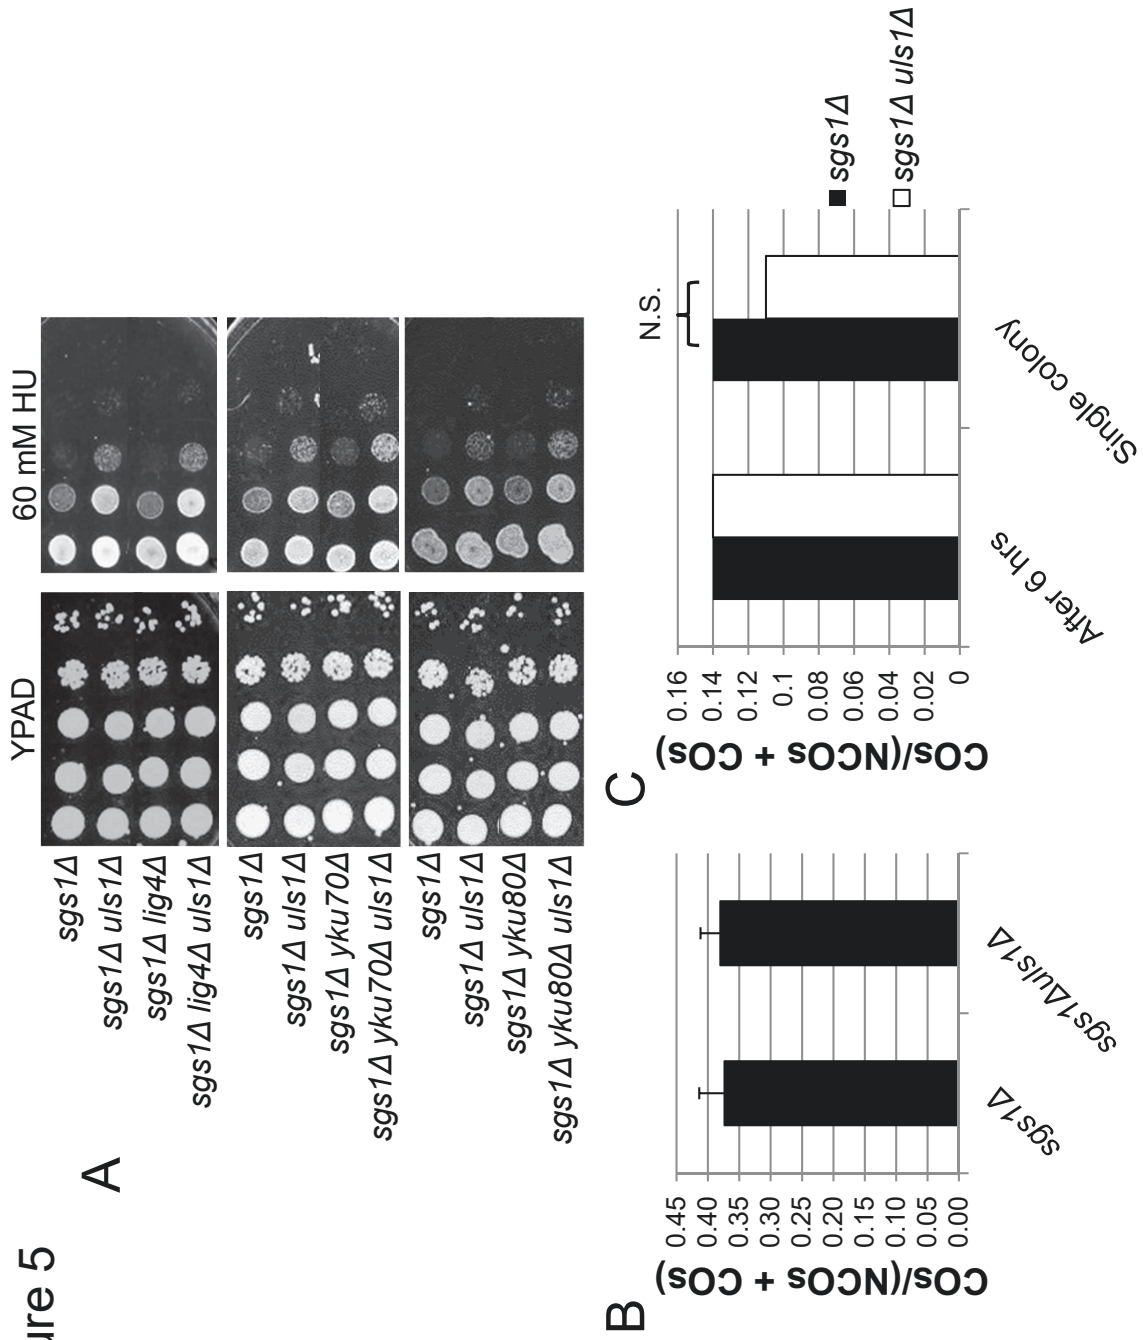 ure 5
A
YPAD
60 mM HU
sgs1Δ
sgs1Δ uls1Δ
sgs1Δ lig4Δ
sgs1Δ lig4Δ uls1Δ
sgs1Δ
sgs1Δ uls1Δ
sgs1Δ yku70Δ
sgs1Δ yku70Δ uls1Δ
sgs1Δ
sgs1Δ uls1Δ
sgs1Δ yku80Δ
sgs1Δ yku80Δ uls1Δ
B
COs/(NCOs + COs)
0.45
0.40
0.35
0.30
0.25
0.20
0.15
0.10
0.05
0.00
sgs1Δ
sgs1Δuls1Δ
C
COs/(NCOs + COs)
0.16
0.14
0.12
0.1
0.08
0.06
0.04
0.02
0
N.S.
After 6 hrs
Single colony
sgs1Δ
sgs1Δ uls1Δ